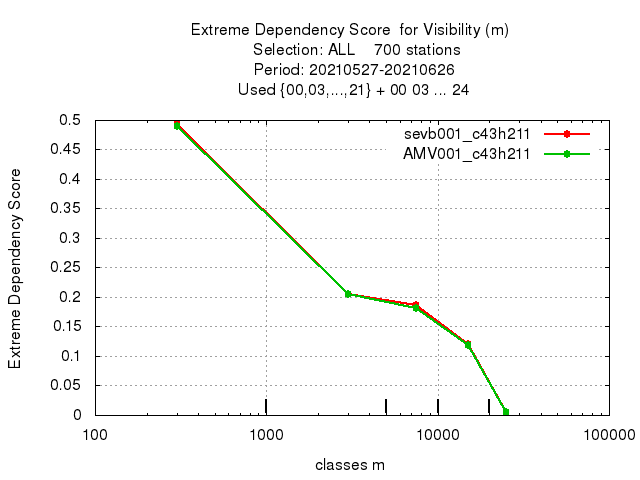 Extreme Dependency Score  for Visibility (m)
Selection: ALL    700 stations
Period: 20210527-20210626
Used {00,03,...,21} + 00 03 ... 24
sevb001_c43h211
AMV001_c43h211
Extreme Dependency Score
0.5
0.45
0.4
0.35
0.3
0.25
0.2
0.15
0.1
0.05
0
100 1000 10000 100000
classes m